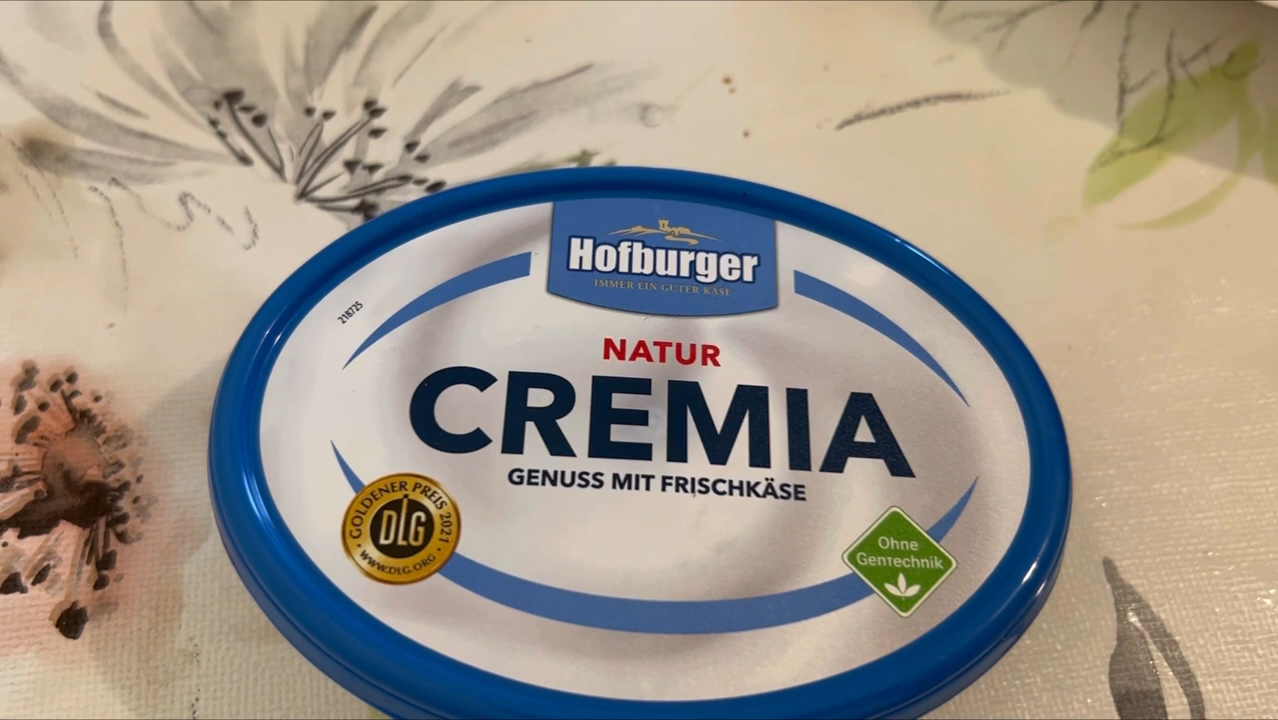 Hofburger
IMMER EIN GUTER KÄSE
218725
NATUR
CREMIA
GENUSS MIT FRISCHKÄSE
GOLDENER PREIS 2021
DLG
WWW.DLG.ORG
Ohne
GenTechnik